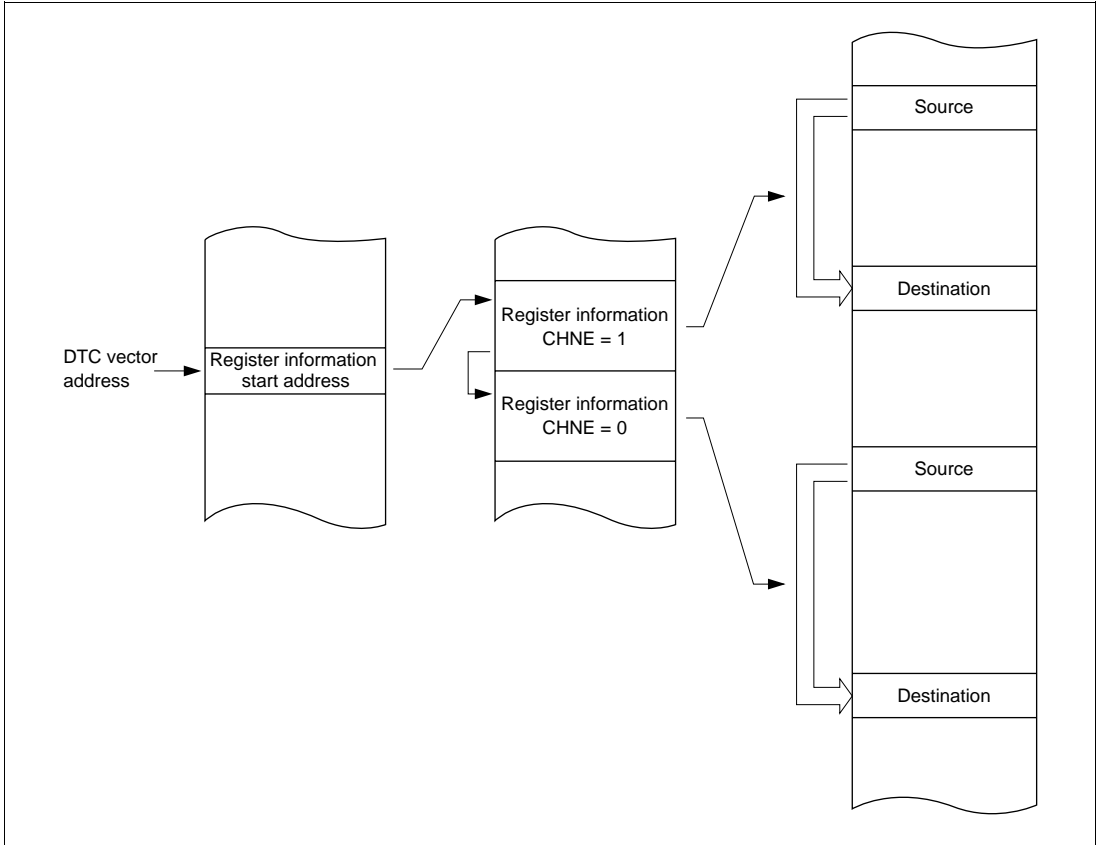 DTC vector
address
Register information
start address
Register information
CHNE = 1
Register information
CHNE = 0
Source
Destination
Source
Destination